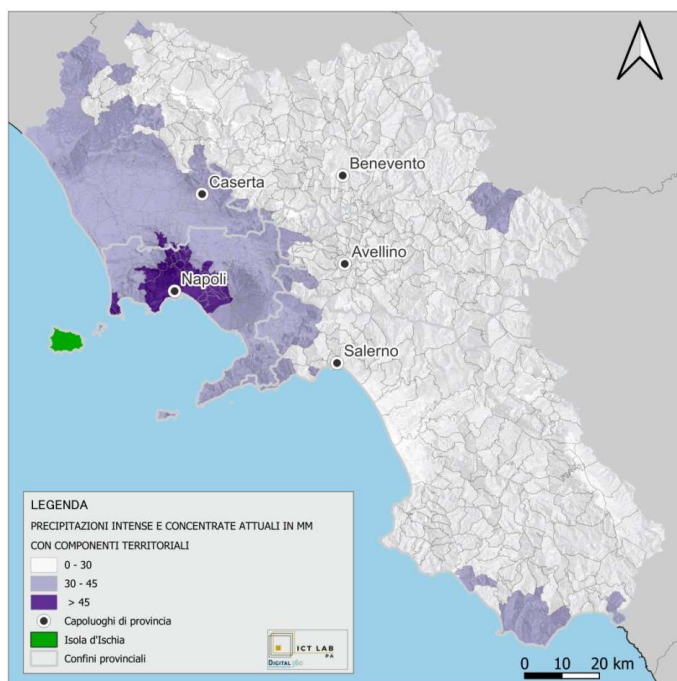 Benevento
Caserta
Avellino
Napoli
Salerno
LEGENDA
PRECIPITAZIONI INTENSE E CONCENTRATE ATTUALI IN MM
CON COMPONENTI TERRITORIALI
0 - 30
30 - 45
> 45
Capoluoghi di provincia
Isola d'Ischia
Confini provinciali
ICT LAB
PA
DIGITAL360
0 10 20 km